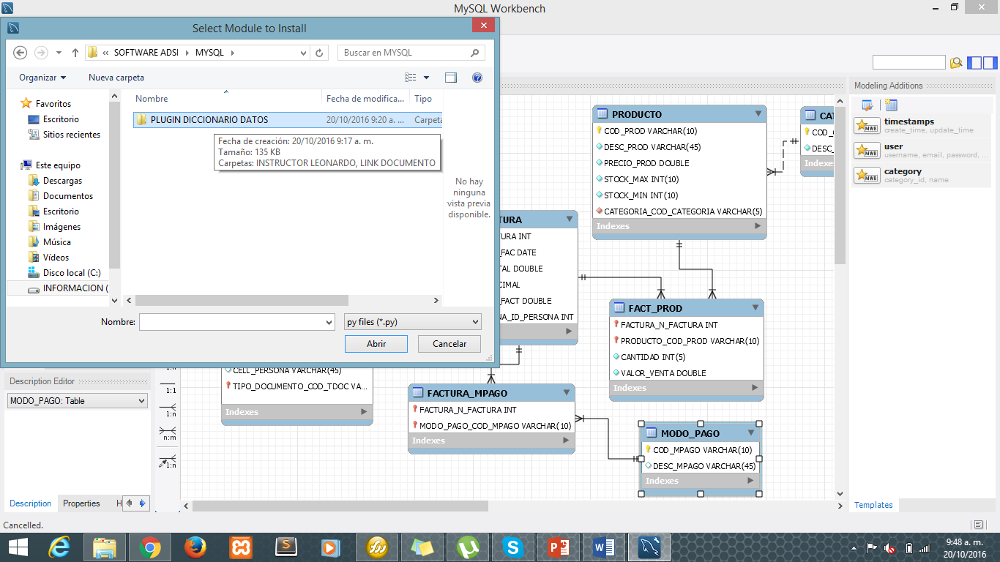 MySQL Workbench
Select Module to Install
« SOFTWARE ADSI MYSQL
Buscar en MYSQL
Organizar
Nueva carpeta
Nombre
Fecha de modifica...
Tipo
PLUGIN DICCIONARIO DATOS
20/10/2016 9:20 a. ...
Carpeta
Fecha de creación: 20/10/2016 9:17 a. m.
Tamaño: 135 KB
Carpetas: INSTRUCTOR LEONARDO, LINK DOCUMENTO
Favoritos
Escritorio
Sitios recientes
Este equipo
Descargas
Documentos
Escritorio
Imágenes
Música
Vídeos
Disco local (C:)
INFORMACION (
No hay
ninguna
vista previa
disponible.
Nombre:
py files (*.py)
Abrir
Cancelar
PRODUCTO
COD_PROD VARCHAR(10)
DESC_PROD VARCHAR(45)
PRECIO_PROD DOUBLE
STOCK_MAX INT(10)
STOCK_MIN INT(10)
CATEGORIA_COD_CATEGORIA VARCHAR(5)
Indexes
CAT
COD_C
DESC_
Indexe
TURA
URA INT
_FAC DATE
TAL DOUBLE
CIMAL
_FACT DOUBLE
NA_ID_PERSONA INT
FACT_PROD
FACTURA_N_FACTURA INT
PRODUCTO_COD_PROD VARCHAR(10)
CANTIDAD INT(5)
VALOR_VENTA DOUBLE
Indexes
CELL_PERSONA VARCHAR(45)
TIPO_DOCUMENTO_COD_TDOC VA...
Indexes
FACTURA_MPAGO
FACTURA_N_FACTURA INT
MODO_PAGO_COD_MPAGO VARCHAR(10)
Indexes
MODO_PAGO
COD_MPAGO VARCHAR(10)
DESC_MPAGO VARCHAR(45)
Indexes
Modeling Additions
timestamps
create_time, update_time
user
username, email, password, ...
category
category_id, name
Templates
1:1
1:n
n:m
1:n
Description Editor
MODO_PAGO: Table
Description
Properties
H
Cancelled.
9:48 a. m.
20/10/2016